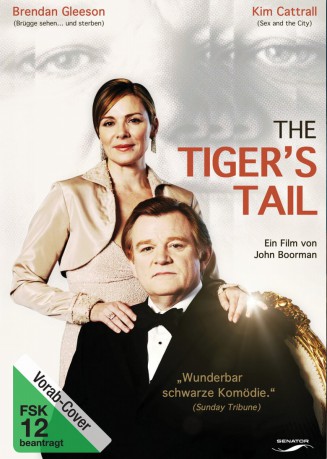 Brendan Gleeson
(Brügge sehen... und sterben)
Kim Cattrall
(Sex and the City)
THE
TIGER'S
TAIL
Ein Film von
John Boorman
„Wunderbar
schwarze Komödie.“
(Sunday Tribune)
Vorab-Cover
FSK
12
beantragt
SENATOR